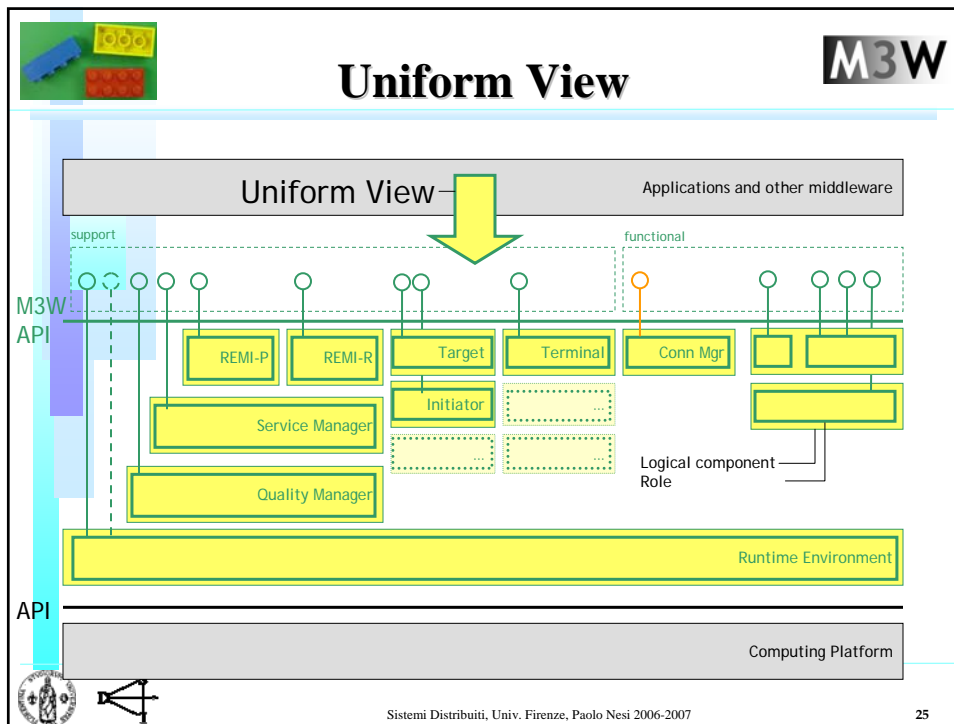 Uniform View
M3W
Uniform View
Applications and other middleware
support
functional
M3W
API
REMI-P
REMI-R
Target
Terminal
Conn Mgr
Initiator
...
Service Manager
...
...
Logical component
Role
Quality Manager
Runtime Environment
API
Computing Platform
Sistemi Distribuiti, Univ. Firenze, Paolo Nesi 2006-2007
25